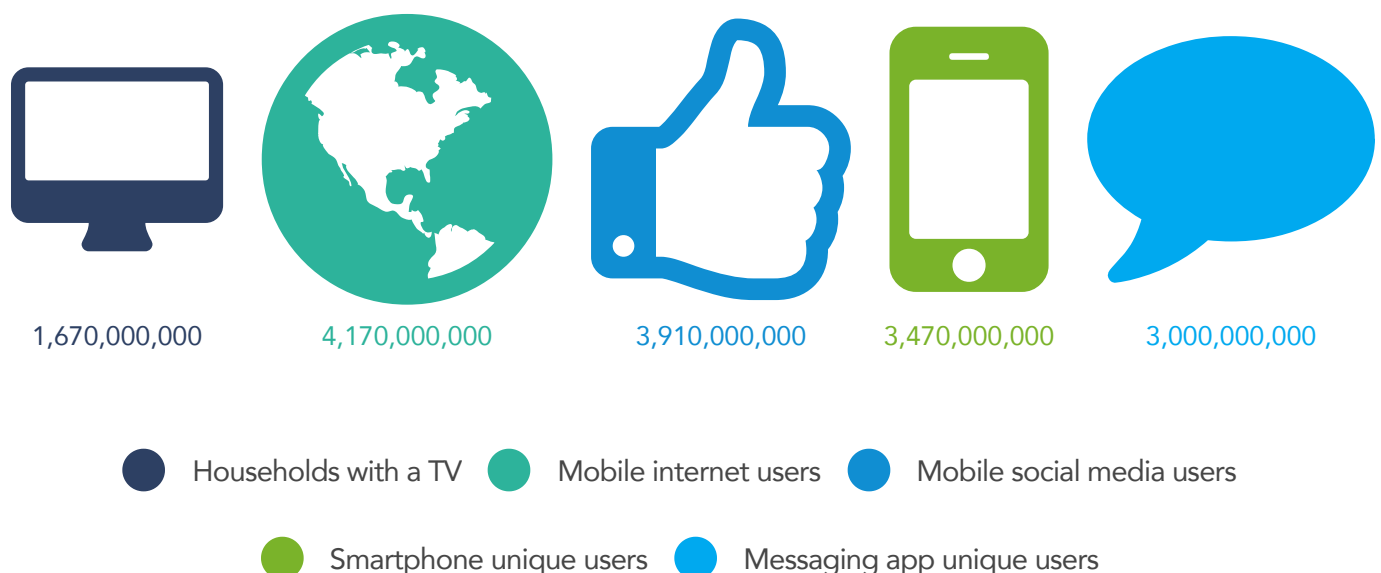 1,670,000,000 4,170,000,000 3,910,000,000 3,470,000,000 3,000,000,000
Households with a TV Mobile internet users Mobile social media users
Smartphone unique users Messaging app unique users